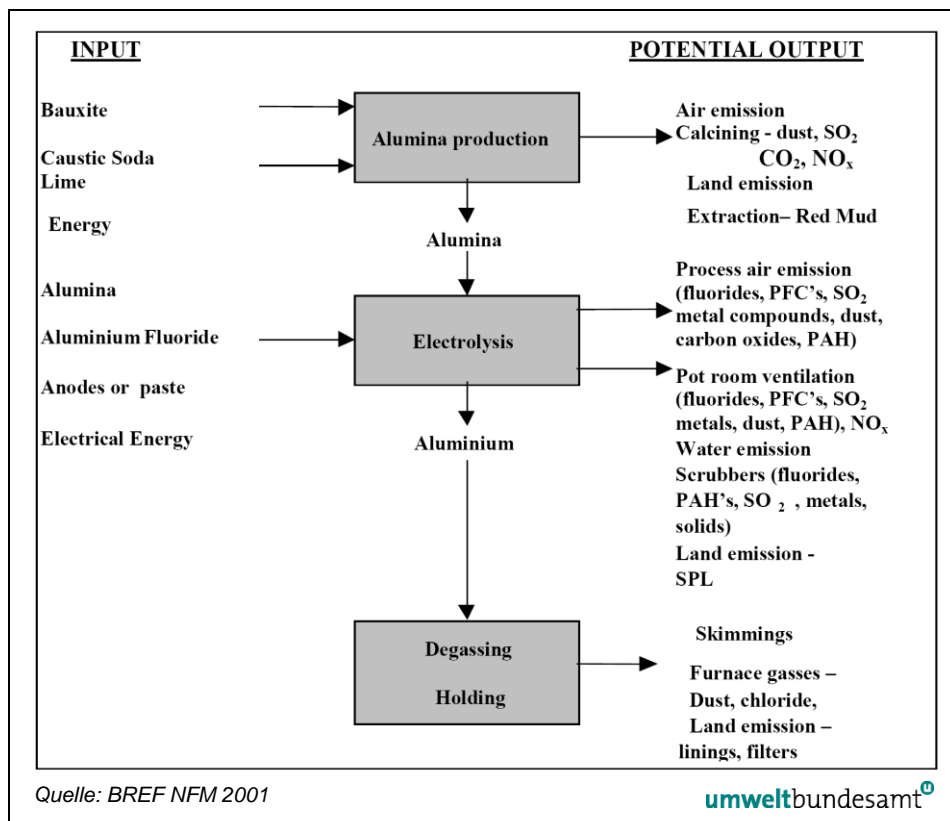 INPUT
POTENTIAL OUTPUT
Bauxite
Caustic Soda
Lime
Energy
Alumina production
Air emission
Calcining - dust, SO₂
CO₂, NOₓ
Land emission
Extraction– Red Mud
Alumina
Alumina
Aluminium Fluoride
Anodes or paste
Electrical Energy
Electrolysis
Process air emission
(fluorides, PFC's, SO₂
metal compounds, dust,
carbon oxides, PAH)
Pot room ventilation
(fluorides, PFC's, SO₂
metals, dust, PAH), NOₓ
Water emission
Scrubbers (fluorides,
PAH's, SO ₂ , metals,
solids)
Land emission -
SPL
Aluminium
Degassing
Holding
Skimmings
Furnace gasses –
Dust, chloride,
Land emission –
linings, filters
Quelle: BREF NFM 2001
umweltbundesamt ᵘ